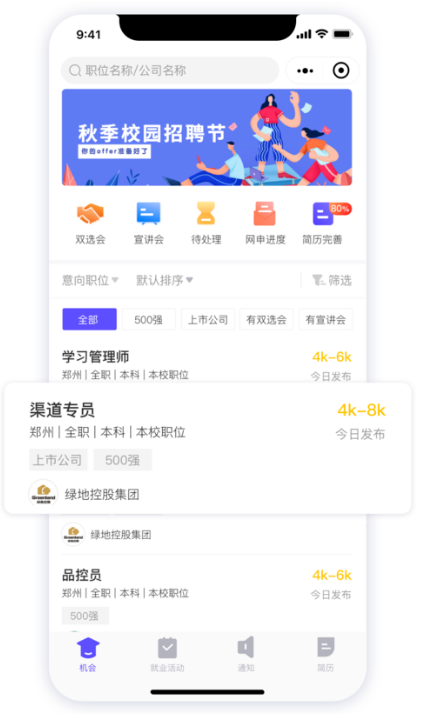 9:41
职位名称/公司名称
秋季校园招聘节
你的offer准备好了
80%
双选会 宣讲会 待处理 网申进度 简历完善
意向职位 默认排序 筛选
全部 500强 上市公司 有双选会 有宣讲会
学习管理师 4k-6k
郑州 | 全职 | 本科 | 本校职位 今日发布
渠道专员 4k-8k
郑州 | 全职 | 本科 | 本校职位 今日发布
上市公司 500强
Greenland
绿地控股集团
绿地控股集团
品控员 4k-6k
郑州 | 全职 | 本科 | 本校职位 今日发布
500强
机会 就业活动 通知 简历